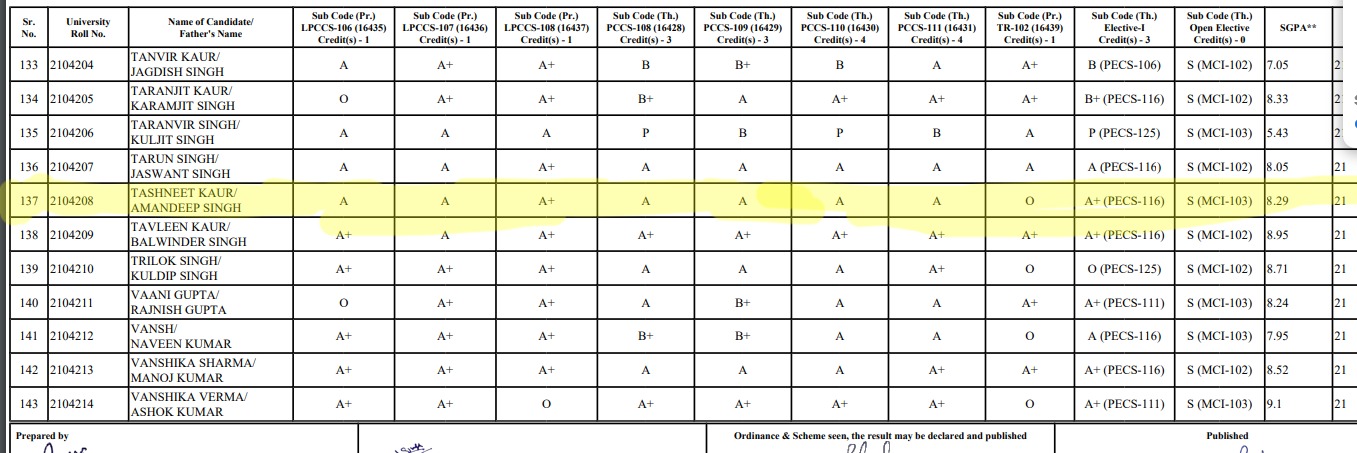 Sr. No. | University Roll No. | Name of Candidate/ Father's Name | Sub Code (Pr.) LPCCS-106 (16435) Credit(s) - 1 | Sub Code (Pr.) LPCCS-107 (16436) Credit(s) - 1 | Sub Code (Pr.) LPCCS-108 (16437) Credit(s) - 1 | Sub Code (Th.) PCCS-108 (16428) Credit(s) - 3 | Sub Code (Th.) PCCS-109 (16429) Credit(s) - 3 | Sub Code (Th.) PCCS-110 (16430) Credit(s) - 4 | Sub Code (Th.) PCCS-111 (16431) Credit(s) - 4 | Sub Code (Pr.) TR-102 (16439) Credit(s) - 1 | Sub Code (Th.) Elective-I Credit(s) - 3 | Sub Code (Th.) Open Elective Credit(s) - 0 | SGPA**
133 | 2104204 | TANVIR KAUR/ JAGDISH SINGH | A | A+ | A+ | B | B+ | B | A | A+ | B (PECS-106) | S (MCI-102) | 7.05
134 | 2104205 | TARANJIT KAUR/ KARAMJIT SINGH | O | A+ | A+ | B+ | A | A+ | A+ | A+ | B+ (PECS-116) | S (MCI-102) | 8.33
135 | 2104206 | TARANVIR SINGH/ KULJIT SINGH | A | A | A | P | B | P | B | A | P (PECS-125) | S (MCI-103) | 5.43
136 | 2104207 | TARUN SINGH/ JASWANT SINGH | A | A | A+ | A | A | A | A | A | A (PECS-116) | S (MCI-102) | 8.05 | 21
137 | 2104208 | TASHNEET KAUR/ AMANDEEP SINGH | A | A | A+ | A | A | A | A | O | A+ (PECS-116) | S (MCI-103) | 8.29 | 21
138 | 2104209 | TAVLEEN KAUR/ BALWINDER SINGH | A+ | A | A+ | A+ | A+ | A+ | A+ | A+ | A+ (PECS-116) | S (MCI-102) | 8.95 | 21
139 | 2104210 | TRILOK SINGH/ KULDIP SINGH | A+ | A+ | A+ | A | A | A | A+ | O | O (PECS-125) | S (MCI-102) | 8.71 | 21
140 | 2104211 | VAANI GUPTA/ RAJNISH GUPTA | O | A+ | A+ | A | B+ | A | A | A+ | A+ (PECS-111) | S (MCI-103) | 8.24 | 21
141 | 2104212 | VANSH/ NAVEEN KUMAR | A+ | A+ | A+ | B+ | B+ | A | A | O | A (PECS-116) | S (MCI-103) | 7.95 | 21
142 | 2104213 | VANSHIKA SHARMA/ MANOJ KUMAR | A+ | A+ | A+ | A | A | A | A+ | A+ | A+ (PECS-116) | S (MCI-102) | 8.52 | 21
143 | 2104214 | VANSHIKA VERMA/ ASHOK KUMAR | A+ | A+ | O | A+ | A+ | A+ | A+ | O | A+ (PECS-111) | S (MCI-103) | 9.1 | 21
Prepared by | Ordinance & Scheme seen, the result may be declared and published | Published